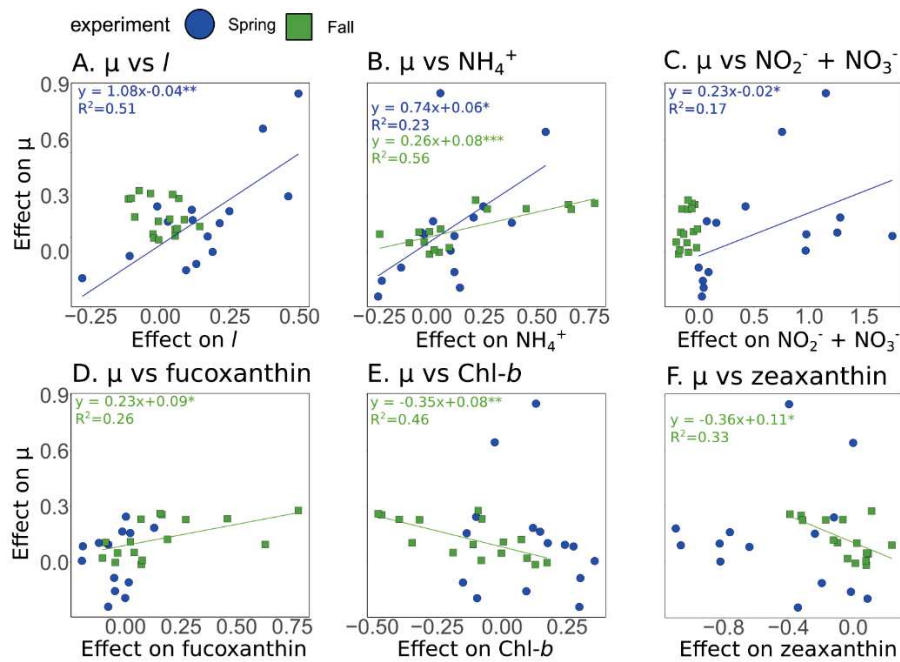 experiment Spring Fall
A. μ vs l
B. μ vs NH₄⁺
C. μ vs NO₂⁻ + NO₃⁻
Effect on μ
0.9
0.6
0.3
0.0
y = 1.08x-0.04**
R²=0.51
y = 0.74x+0.06*
R²=0.23
y = 0.26x+0.08***
R²=0.56
y = 0.23x-0.02*
R²=0.17
−0.25 0.00 0.25 0.50
Effect on l
−0.25 0.00 0.25 0.50 0.75
Effect on NH₄⁺
0.0 0.5 1.0 1.5
Effect on NO₂⁻ + NO₃⁻
D. μ vs fucoxanthin
E. μ vs Chl-b
F. μ vs zeaxanthin
Effect on μ
0.9
0.6
0.3
0.0
y = 0.23x+0.09*
R²=0.26
y = -0.35x+0.08**
R²=0.46
y = -0.36x+0.11*
R²=0.33
0.00 0.25 0.50 0.75
Effect on fucoxanthin
−0.50 −0.25 0.00 0.25
Effect on Chl-b
−0.8 −0.4 0.0
Effect on zeaxanthin